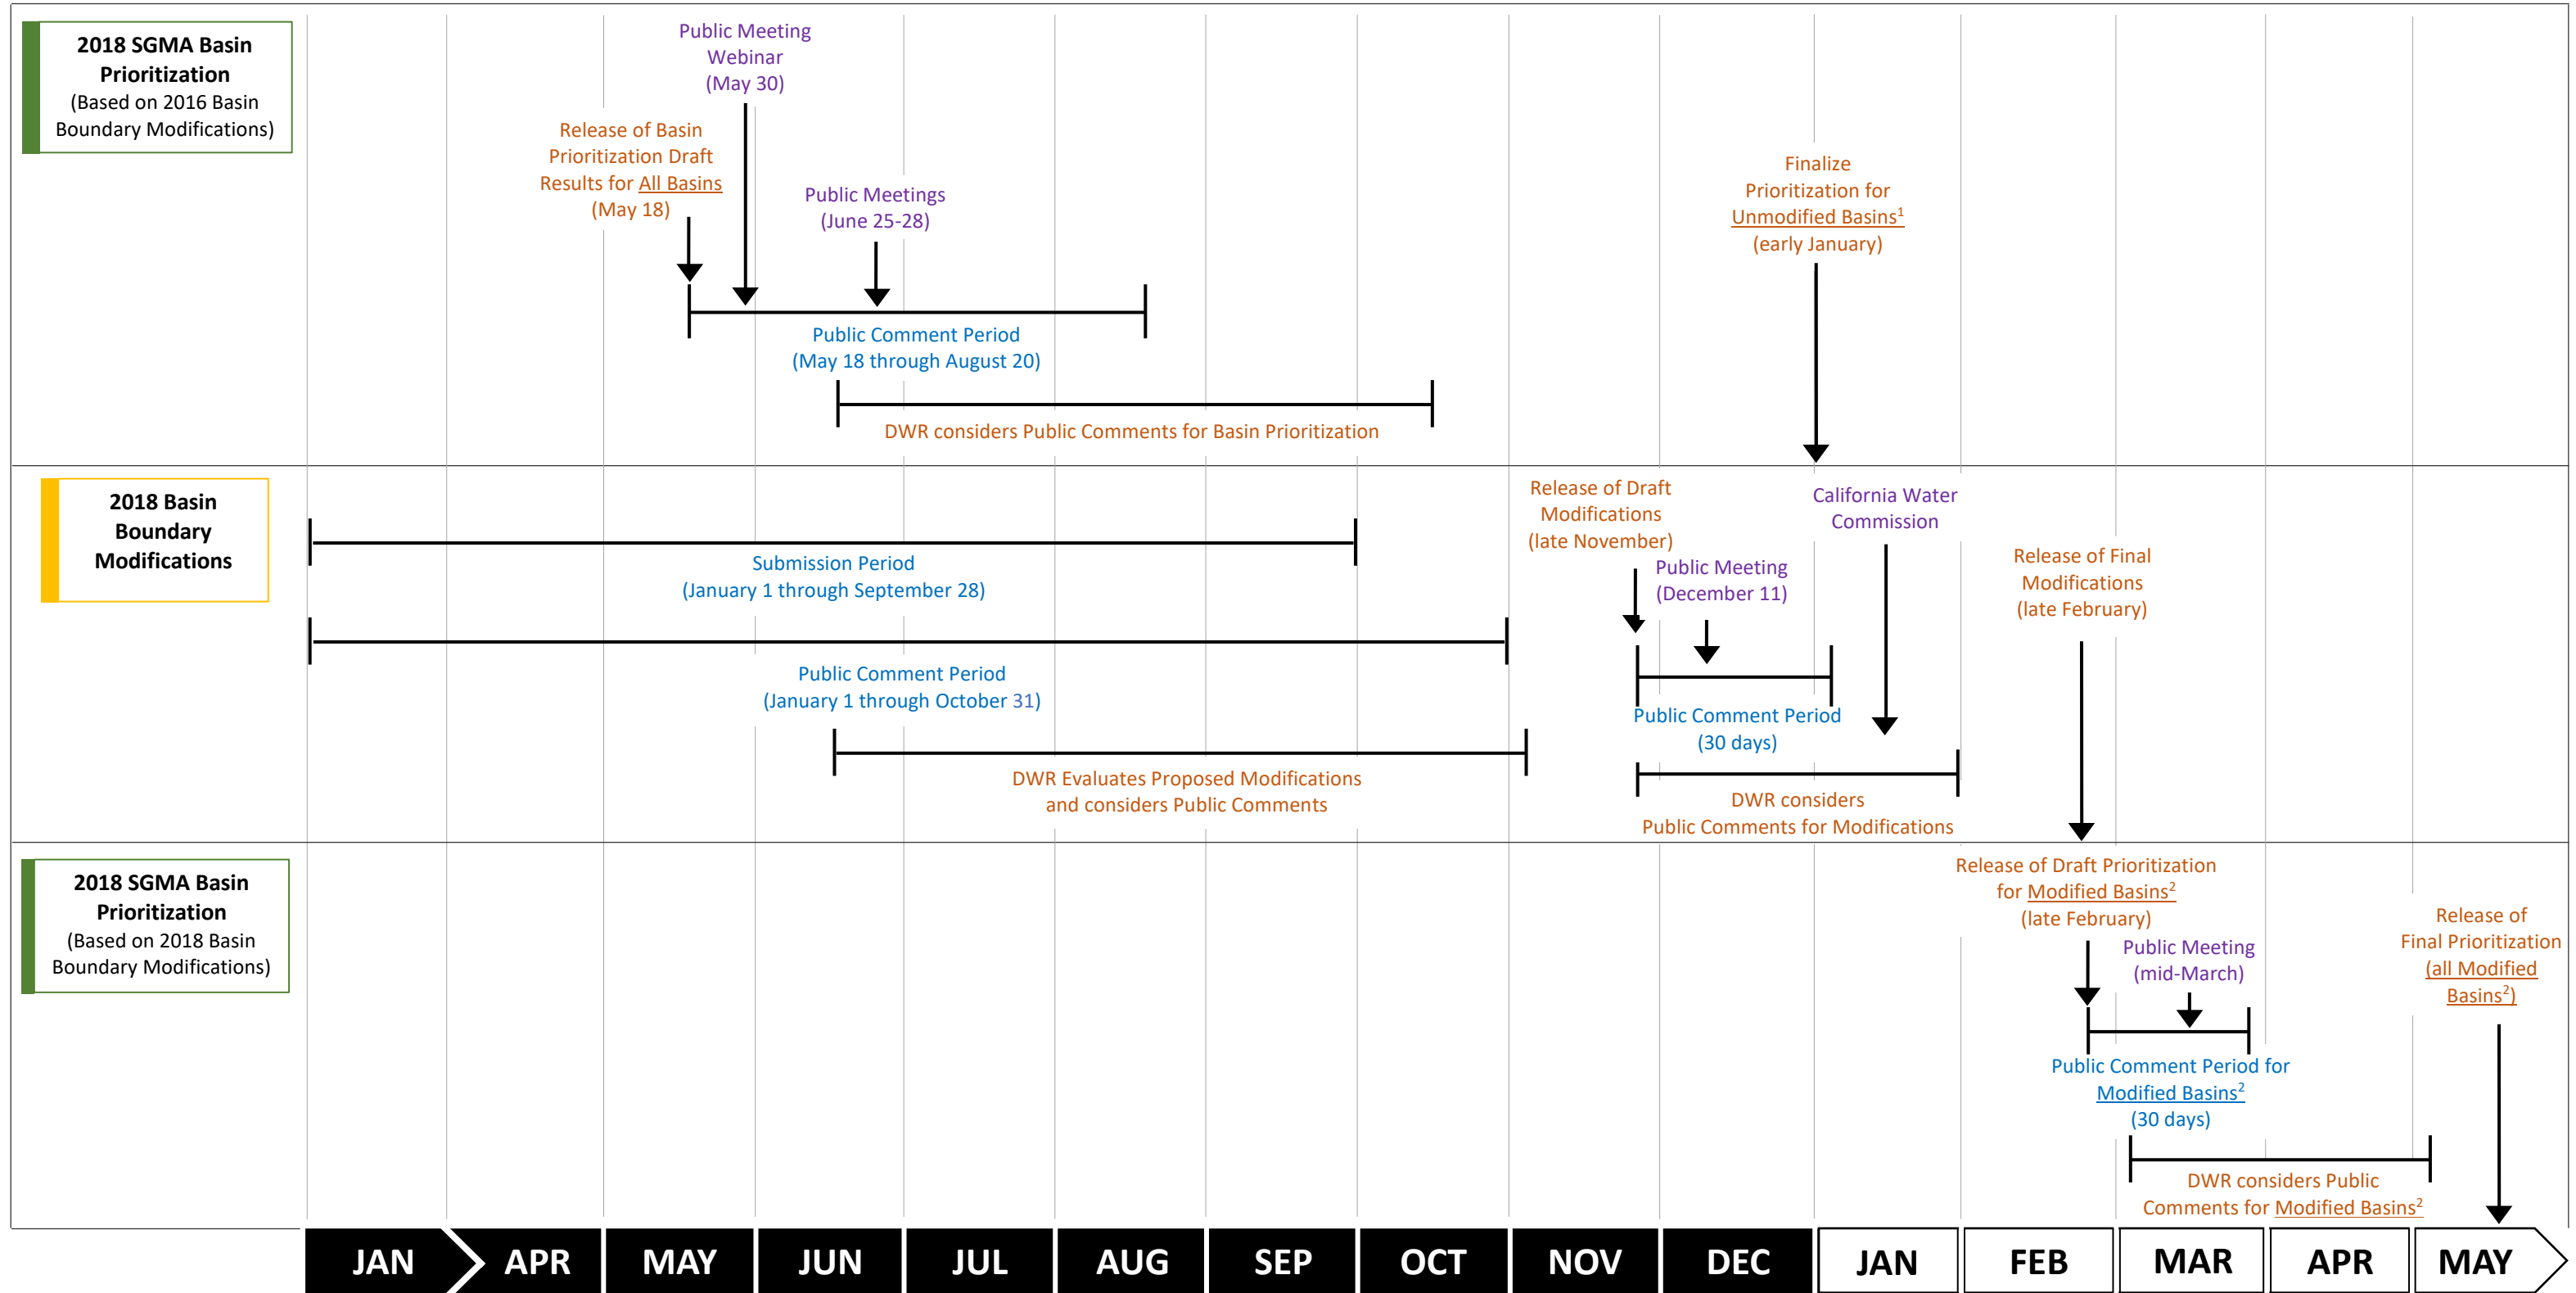 2018 SGMA Basin
Prioritization
(Based on 2016 Basin
Boundary Modifications)
Public Meeting
Webinar
(May 30)
Release of Basin
Prioritization Draft
Results for All Basins
(May 18)
Public Meetings
(June 25-28)
Finalize
Prioritization for
Unmodified Basins1
(early January)
Public Comment Period
(May 18 through August 20)
DWR considers Public Comments for Basin Prioritization
2018 Basin
Boundary
Modifications
Submission Period
(January 1 through September 28)
Public Comment Period
(January 1 through October 31)
DWR Evaluates Proposed Modifications
and considers Public Comments
Release of Draft
Modifications
(late November)
Public Meeting
(December 11)
Public Comment Period
(30 days)
California Water
Commission
DWR considers
Public Comments for Modifications
Release of Final
Modifications
(late February)
2018 SGMA Basin
Prioritization
(Based on 2018 Basin
Boundary Modifications)
Release of Draft Prioritization
for Modified Basins2
(late February)
Public Meeting
(mid-March)
Public Comment Period for
Modified Basins2
(30 days)
DWR considers Public
Comments for Modified Basins2
Release of
Final Prioritization
(all Modified
Basins2)
JAN APR MAY JUN JUL AUG SEP OCT NOV DEC JAN FEB MAR APR MAY